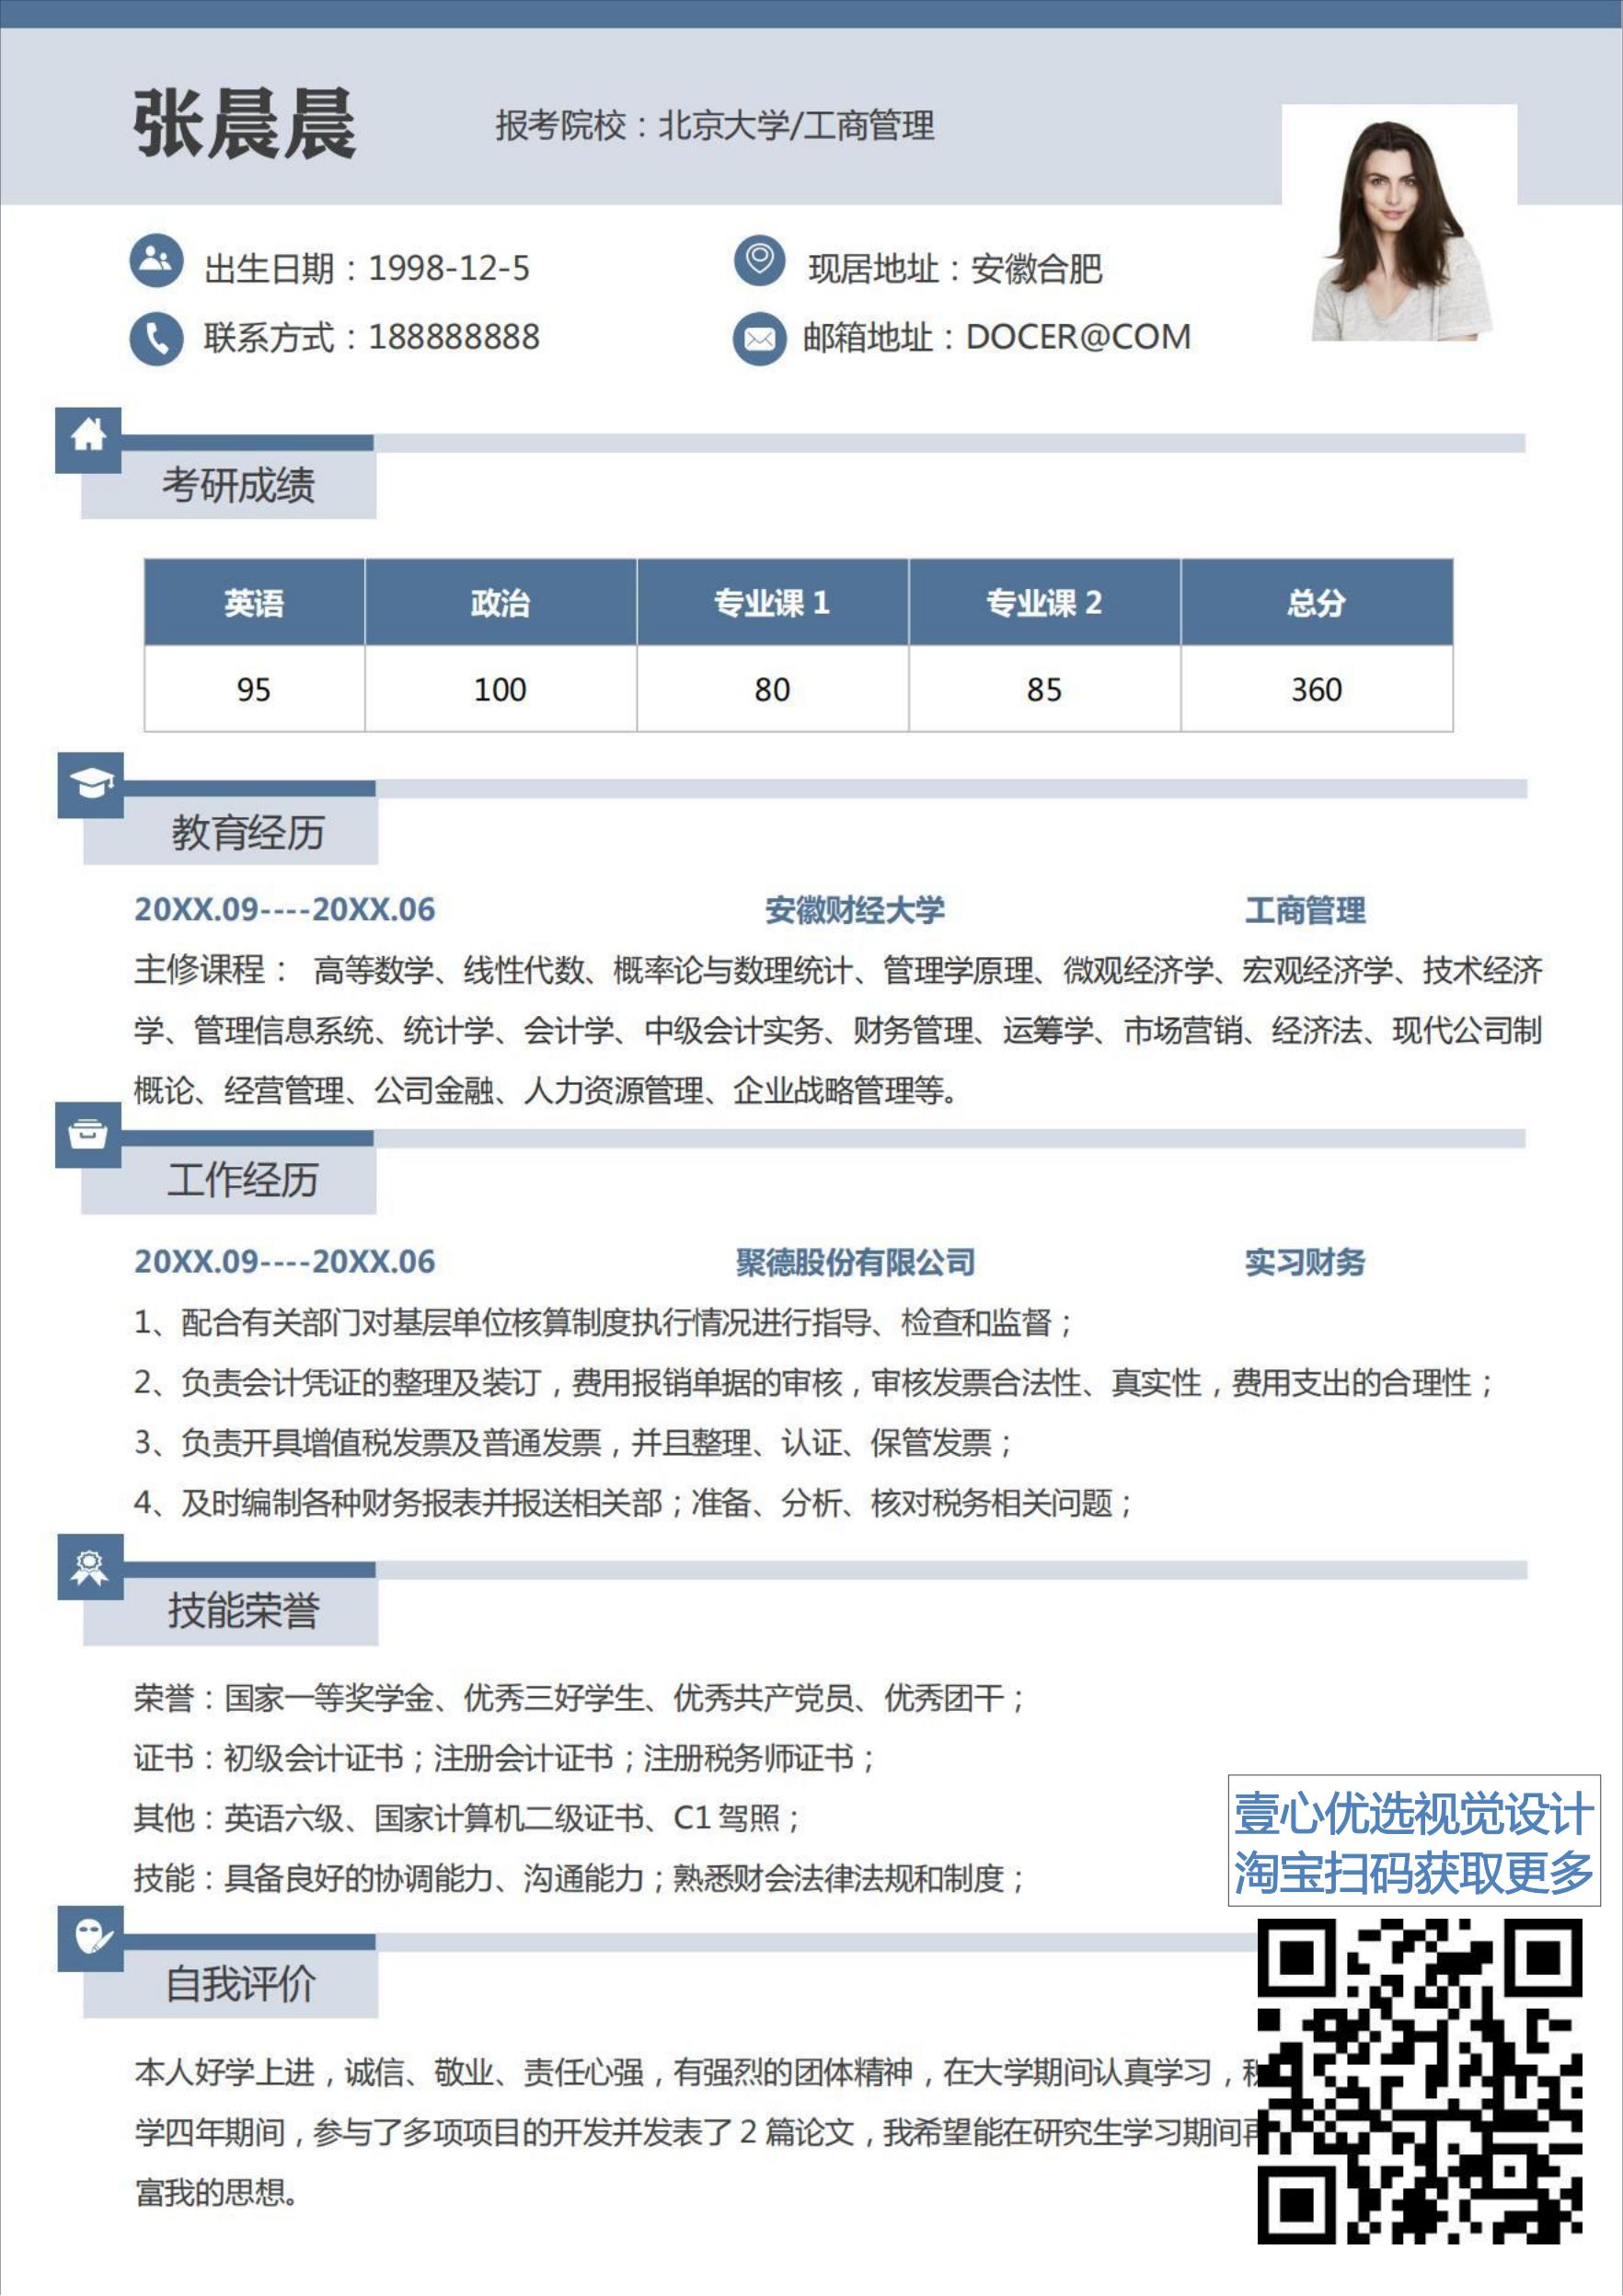 张晨晨
报考院校：北京大学/工商管理
出生日期：1998-12-5
现居地址：安徽合肥
联系方式：188888888
邮箱地址：DOCER@COM
考研成绩
英语 政治 专业课 1 专业课 2 总分
95 100 80 85 360
教育经历
20XX.09----20XX.06 安徽财经大学 工商管理
主修课程： 高等数学、线性代数、概率论与数理统计、管理学原理、微观经济学、宏观经济学、技术经济
学、管理信息系统、统计学、会计学、中级会计实务、财务管理、运筹学、市场营销、经济法、现代公司制
概论、经营管理、公司金融、人力资源管理、企业战略管理等。
工作经历
20XX.09----20XX.06 聚德股份有限公司 实习财务
1、配合有关部门对基层单位核算制度执行情况进行指导、检查和监督；
2、负责会计凭证的整理及装订，费用报销单据的审核，审核发票合法性、真实性，费用支出的合理性；
3、负责开具增值税发票及普通发票，并且整理、认证、保管发票；
4、及时编制各种财务报表并报送相关部；准备、分析、核对税务相关问题；
技能荣誉
荣誉：国家一等奖学金、优秀三好学生、优秀共产党员、优秀团干；
证书：初级会计证书；注册会计证书；注册税务师证书；
其他：英语六级、国家计算机二级证书、C1 驾照；
技能：具备良好的协调能力、沟通能力；熟悉财会法律法规和制度；
壹心优选视觉设计
淘宝扫码获取更多
自我评价
本人好学上进，诚信、敬业、责任心强，有强烈的团体精神，在大学期间认真学习，
学四年期间，参与了多项项目的开发并发表了 2 篇论文，我希望能在研究生学习期间
富我的思想。